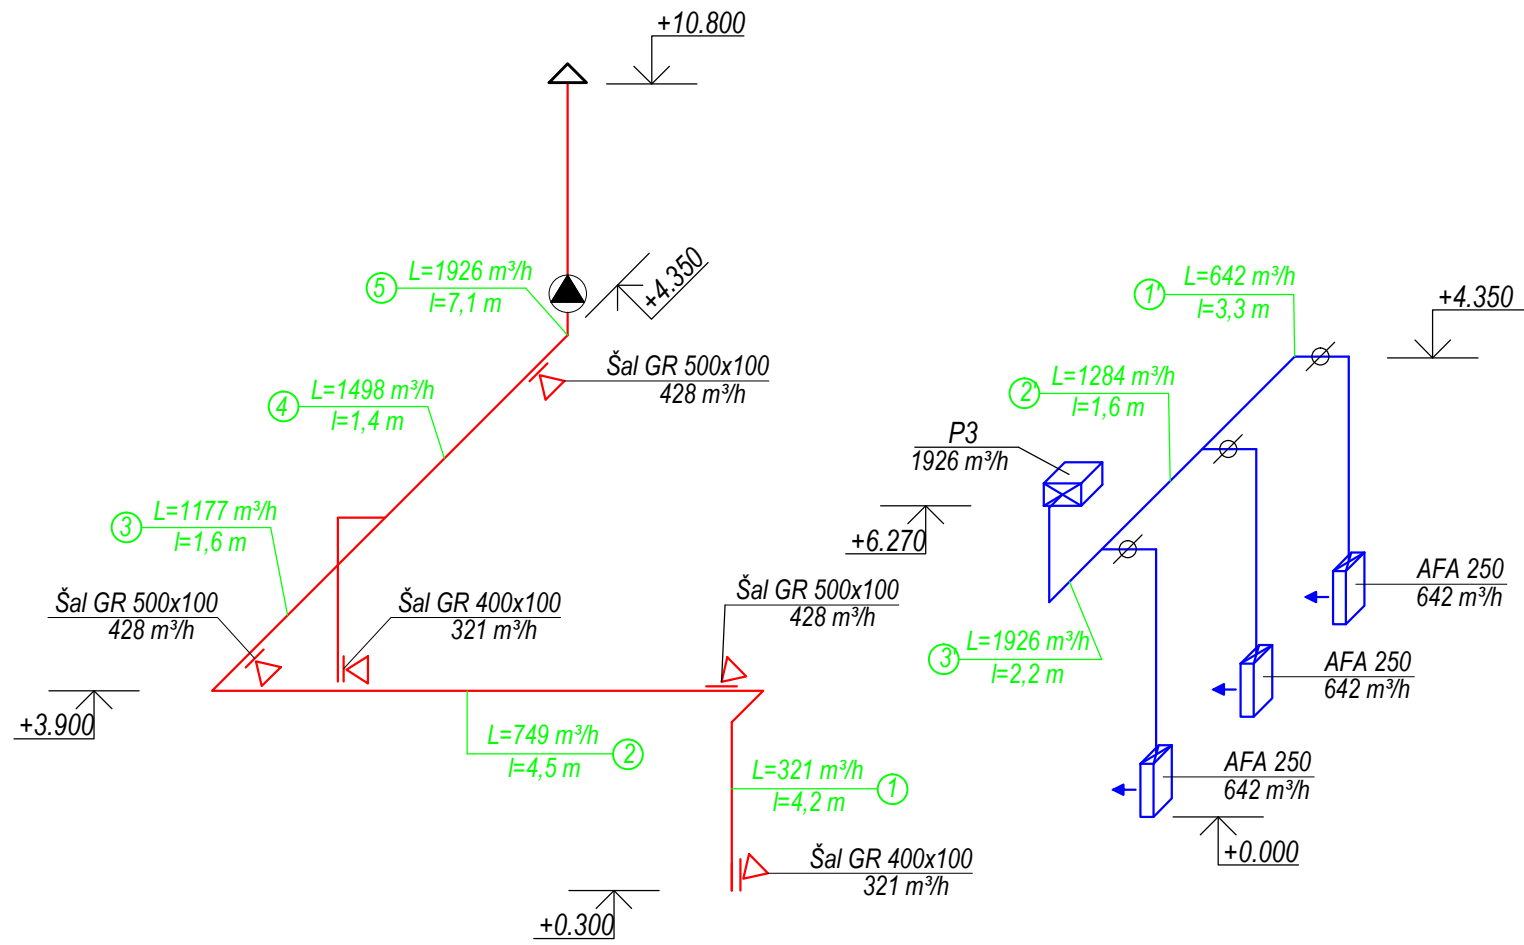 +10.800
5
L=1926 m³/h
l=7,1 m
+4.350
Šal GR 500x100
428 m³/h
4
L=1498 m³/h
l=1,4 m
3
L=1177 m³/h
l=1,6 m
Šal GR 500x100
428 m³/h
Šal GR 400x100
321 m³/h
Šal GR 500x100
428 m³/h
+3.900
L=749 m³/h
l=4,5 m
2
L=321 m³/h
l=4,2 m
1
Šal GR 400x100
321 m³/h
+0.300
1'
L=642 m³/h
l=3,3 m
+4.350
2'
L=1284 m³/h
l=1,6 m
P3
1926 m³/h
+6.270
3'
L=1926 m³/h
l=2,2 m
AFA 250
642 m³/h
AFA 250
642 m³/h
AFA 250
642 m³/h
+0.000